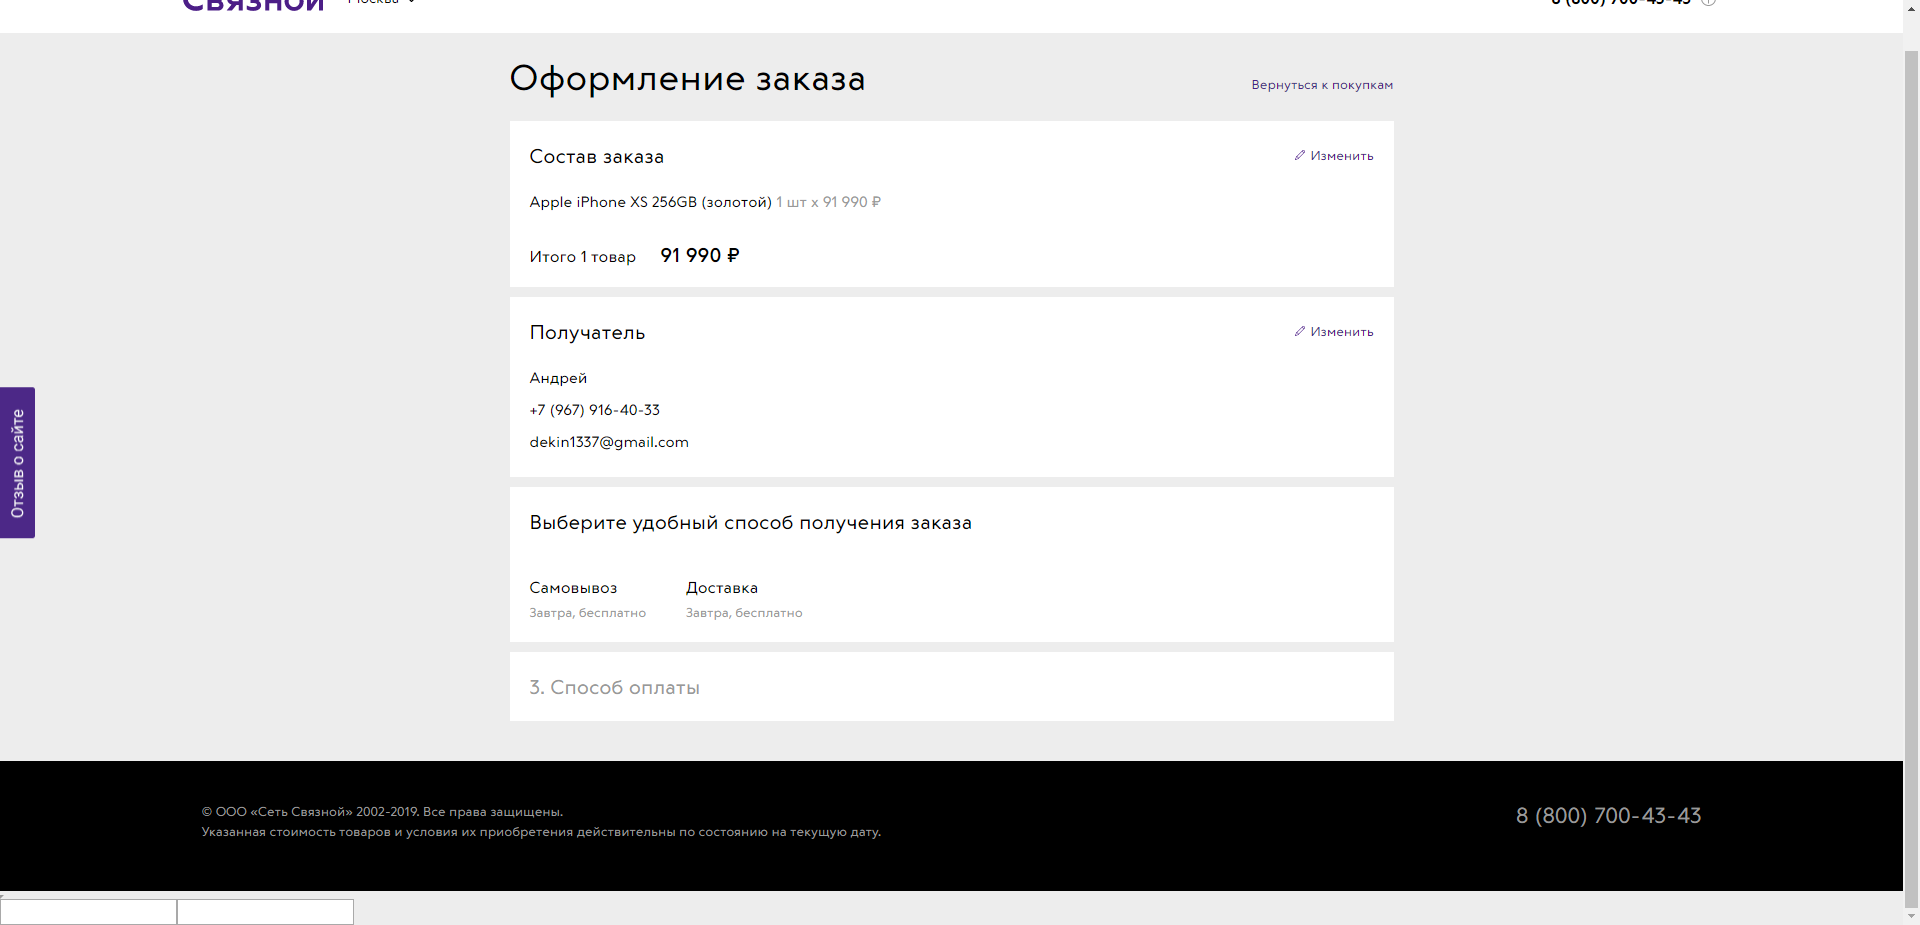 Связной Москва 8 (800) 700-43-43
Оформление заказа
Вернуться к покупкам
Состав заказа
Изменить
Apple iPhone XS 256GB (золотой) 1 шт x 91 990 ₽
Итого 1 товар 91 990 ₽
Получатель
Изменить
Андрей
+7 (967) 916-40-33
dekin1337@gmail.com
Отзыв о сайте
Выберите удобный способ получения заказа
Самовывоз
Завтра, бесплатно
Доставка
Завтра, бесплатно
3. Способ оплаты
© ООО «Сеть Связной» 2002-2019. Все права защищены.
Указанная стоимость товаров и условия их приобретения действительны по состоянию на текущую дату.
8 (800) 700-43-43